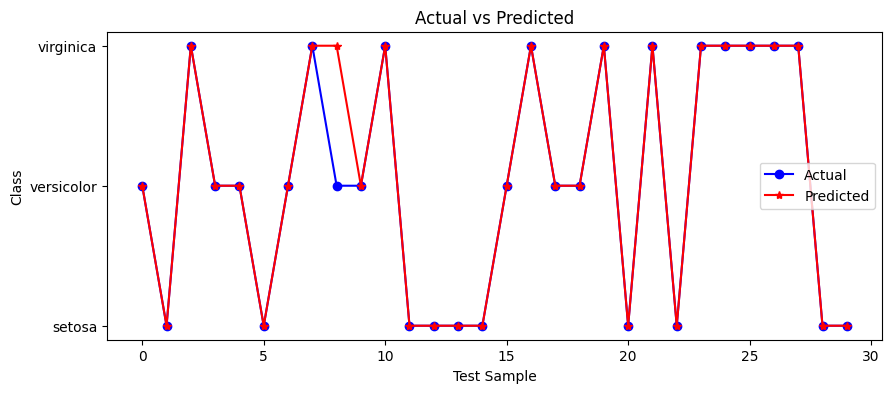 Actual vs Predicted
virginica
versicolor
setosa
Class
Actual
Predicted
0
5
10
15
20
25
30
Test Sample